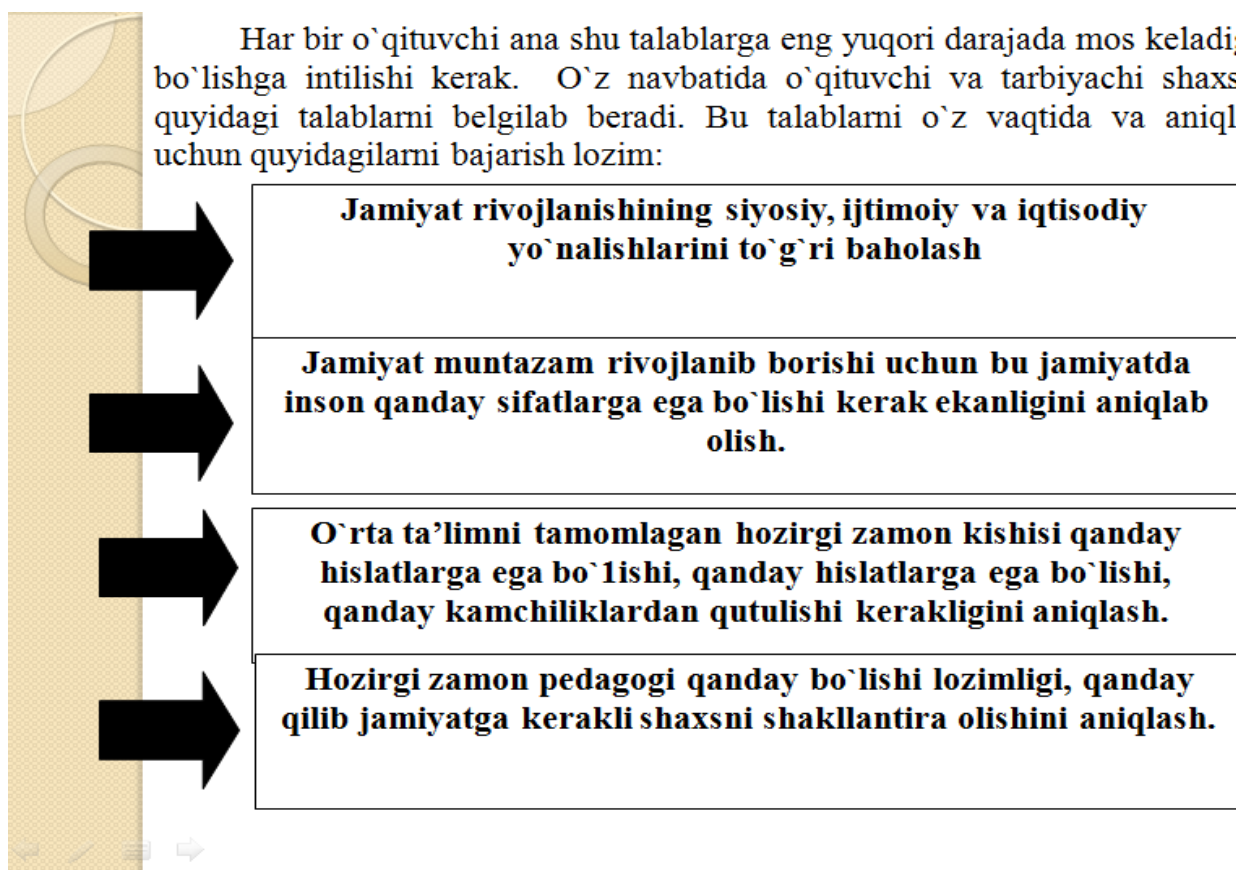 Har bir o`qituvchi ana shu talablarga eng yuqori darajada mos keladig
bo`lishga intilishi kerak. O`z navbatida o`qituvchi va tarbiyachi shaxs
quyidagi talablarni belgilab beradi. Bu talablarni o`z vaqtida va aniql
uchun quyidagilarni bajarish lozim:
Jamiyat rivojlanishining siyosiy, ijtimoiy va iqtisodiy
yo`nalishlarini to`g`ri baholash
Jamiyat muntazam rivojlanib borishi uchun bu jamiyatda
inson qanday sifatlarga ega bo`lishi kerak ekanligini aniqlab
olish.
O`rta ta’limni tamomlagan hozirgi zamon kishisi qanday
hislatlarga ega bo`1ishi, qanday hislatlarga ega bo`lishi,
qanday kamchiliklardan qutulishi kerakligini aniqlash.
Hozirgi zamon pedagogi qanday bo`lishi lozimligi, qanday
qilib jamiyatga kerakli shaxsni shakllantira olishini aniqlash.